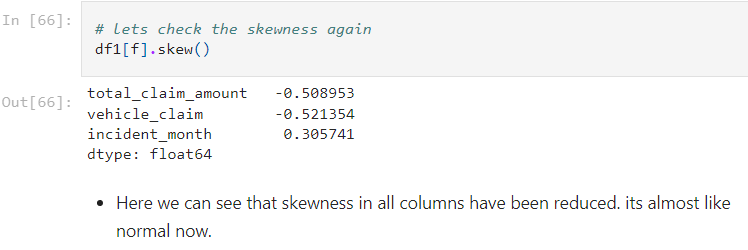 In [66]:
# lets check the skewness again
df1[f].skew()
Out[66]:
total_claim_amount   -0.508953
vehicle_claim        -0.521354
incident_month        0.305741
dtype: float64
• Here we can see that skewness in all columns have been reduced. its almost like
normal now.